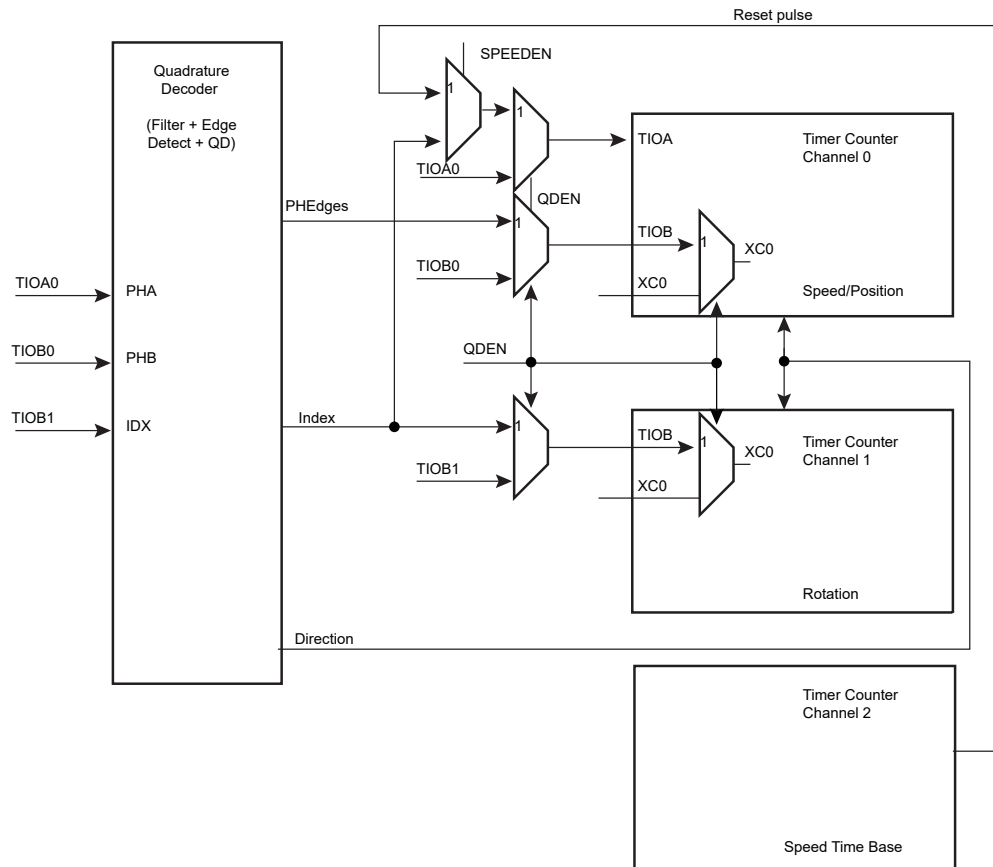 Reset pulse
SPEEDEN
Quadrature
Decoder
(Filter + Edge
Detect + QD)
1
1
TIOA
Timer Counter
Channel 0
TIOA0
QDEN
PHEdges
1
TIOB
1
XC0
TIOB0
XC0
Speed/Position
TIOA0
PHA
TIOB0
PHB
QDEN
TIOB1
IDX
Index
1
TIOB
1
XC0
Timer Counter
Channel 1
TIOB1
XC0
Rotation
Direction
Timer Counter
Channel 2
Speed Time Base